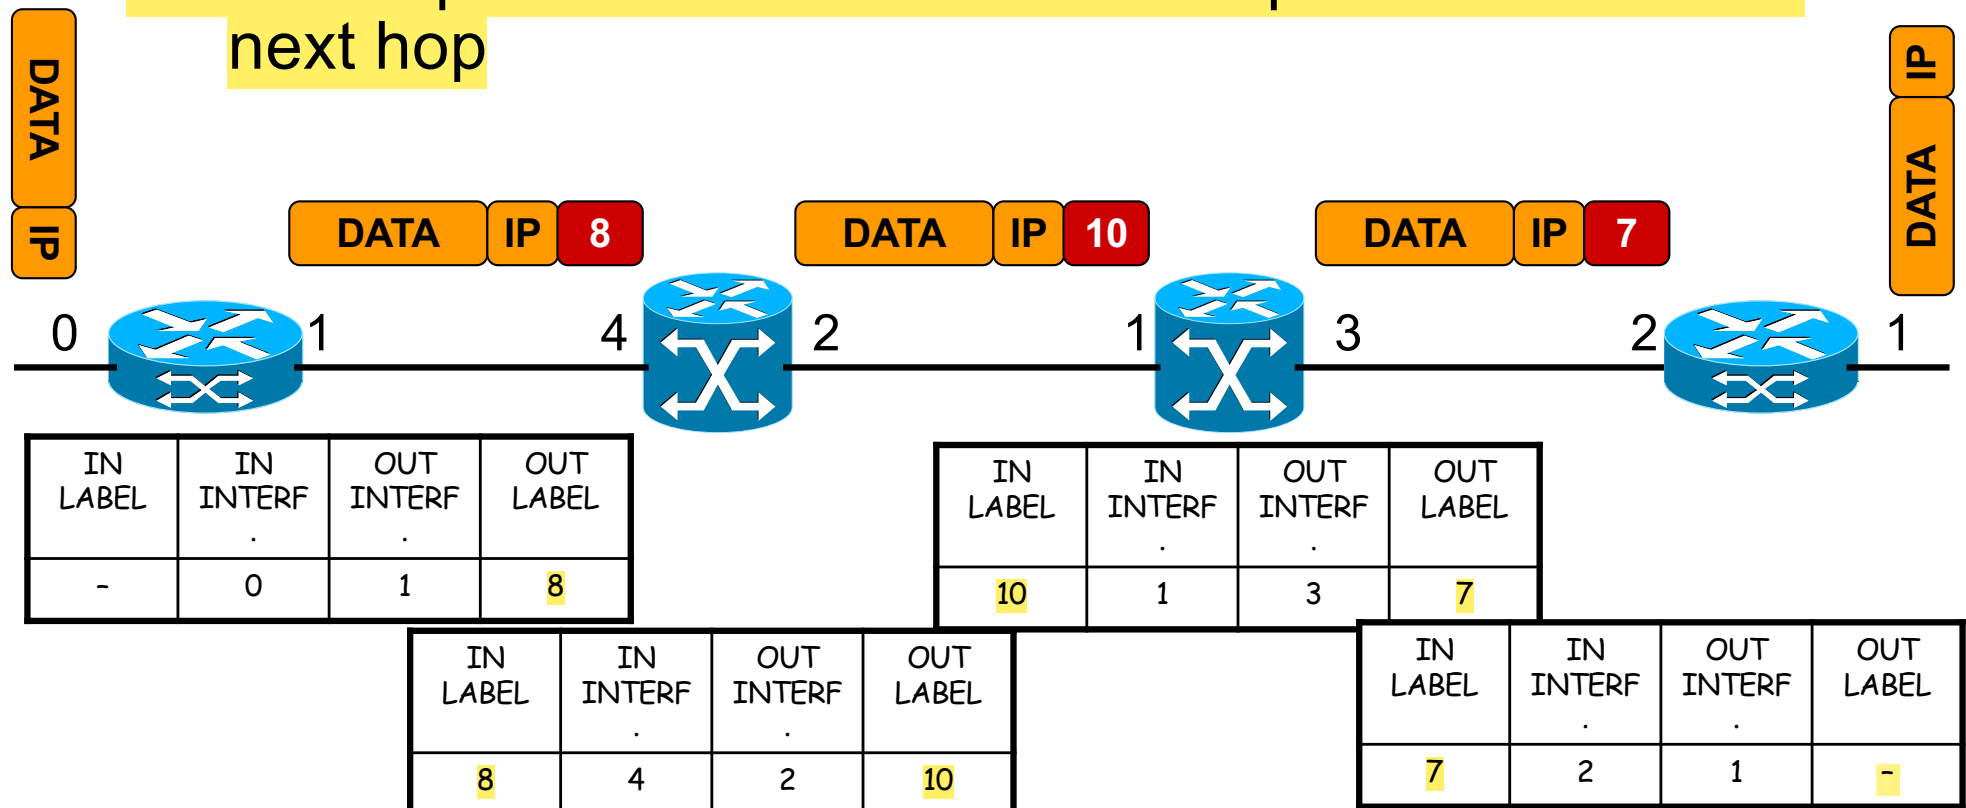 next hop
DATA IP
IP DATA
DATA IP 8
DATA IP 10
DATA IP 7
0 1 4 2 1 3 2 1
IN LABEL IN INTERF. OUT INTERF. OUT LABEL
- 0 1 8
IN LABEL IN INTERF. OUT INTERF. OUT LABEL
8 4 2 10
IN LABEL IN INTERF. OUT INTERF. OUT LABEL
10 1 3 7
IN LABEL IN INTERF. OUT INTERF. OUT LABEL
7 2 1 -